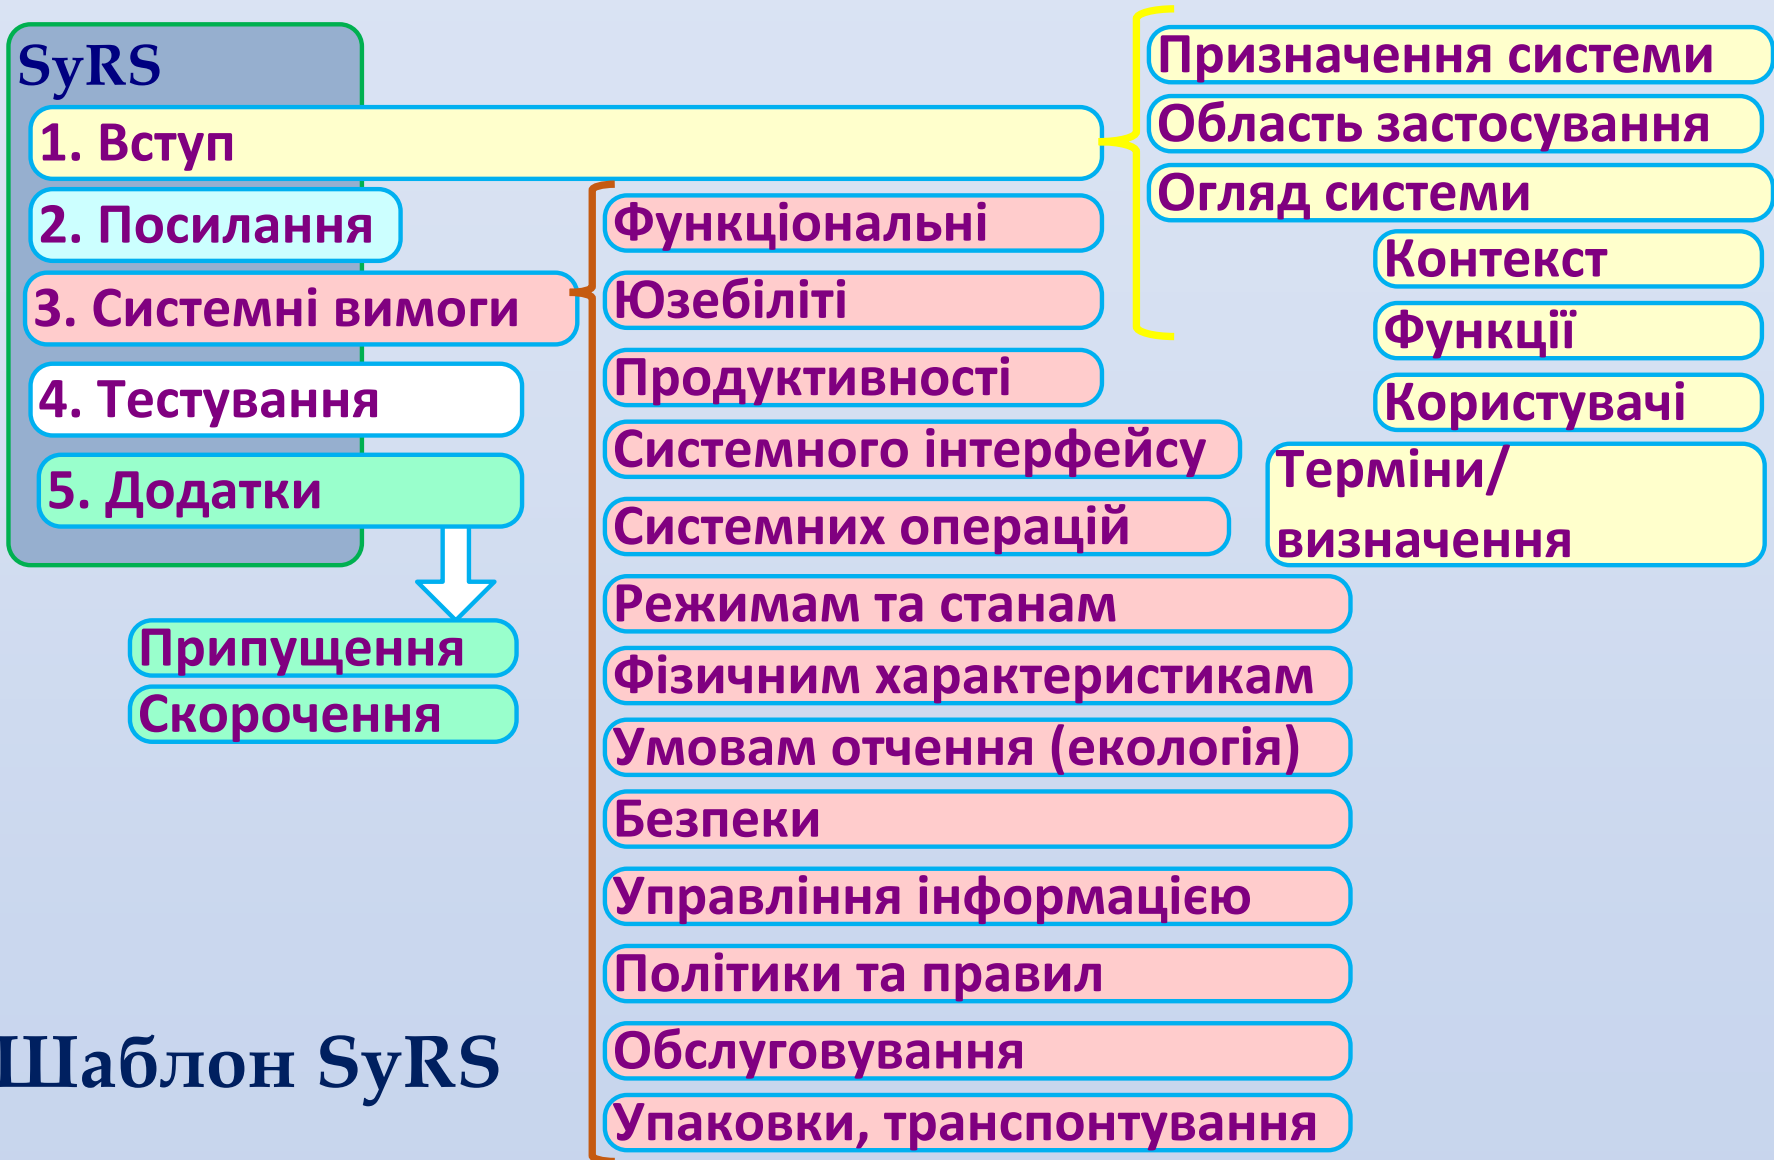 SyRS
1. Вступ
2. Посилання
3. Системні вимоги
4. Тестування
5. Додатки
Припущення
Скорочення
Функціональні
Юзебіліті
Продуктивності
Системного інтерфейсу
Системних операцій
Режимам та станам
Фізичним характеристикам
Умовам отчення (екологія)
Безпеки
Управління інформацією
Політики та правил
Обслуговування
Упаковки, транспонтування
Призначення системи
Область застосування
Огляд системи
Контекст
Функції
Користувачі
Терміни/
визначення
Шаблон SyRS